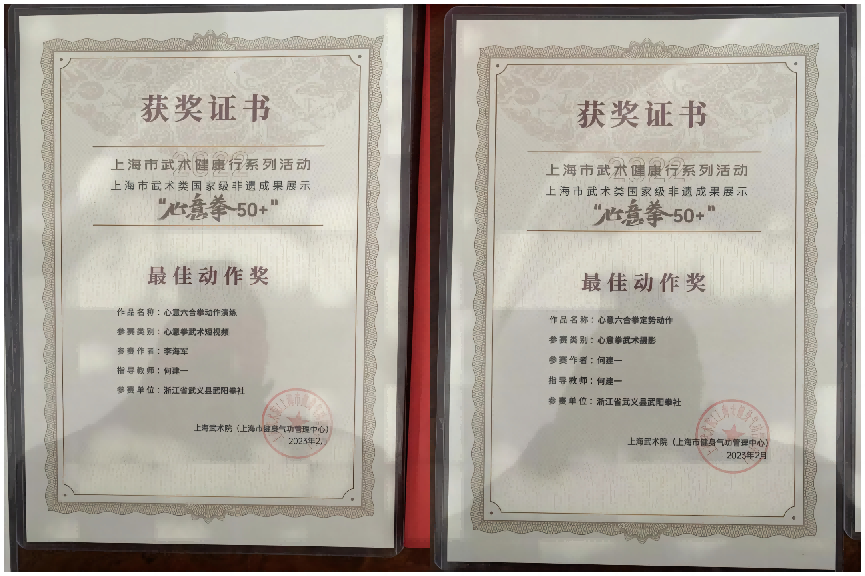 获奖证书
2022
上海市武术健康行系列活动
上海市武术类国家级非遗成果展示
“心意拳50+”
最佳动作奖
作品名称：心意六合拳动作演练
参赛类别：心意拳武术短视频
参赛作者：李海军
指导教师：何建一
参赛单位：浙江省武义县武阳拳社
上海武术院（上海市健身气功管理中心）
2023年2月
获奖证书
2022
上海市武术健康行系列活动
上海市武术类国家级非遗成果展示
“心意拳50+”
最佳动作奖
作品名称：心意六合拳定势动作
参赛类别：心意拳武术摄影
参赛作者：何建一
指导教师：何建一
参赛单位：浙江省武义县武阳拳社
上海武术院（上海市健身气功管理中心）
2023年2月